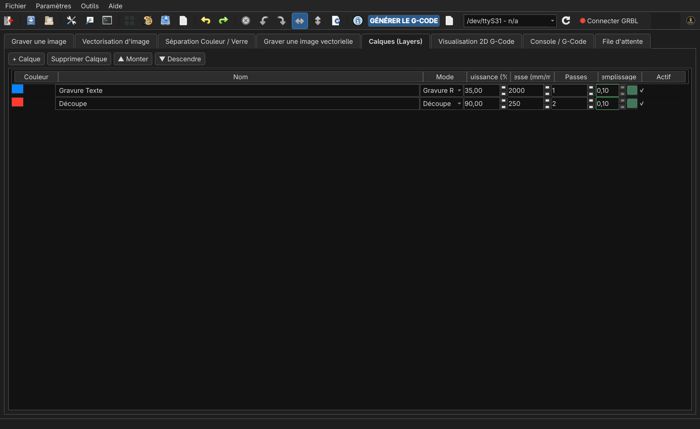 Fichier Paramètres Outils Aide
GÉNÉRER LE G-CODE /dev/ttyS31 - n/a Connecter GRBL
Graver une image Vectorisation d'image Séparation Couleur / Verre Graver une image vectorielle Calques (Layers) Visualisation 2D G-Code Console / G-Code File d'attente
+ Calque Supprimer Calque ▲ Monter ▼ Descendre
Couleur Nom Mode uissance (% esse (mm/m Passes emplissage Actif
Gravure Texte Gravure R 35,00 2000 1 0,10 ✓
Découpe Découpe 90,00 250 2 0,10 ✓